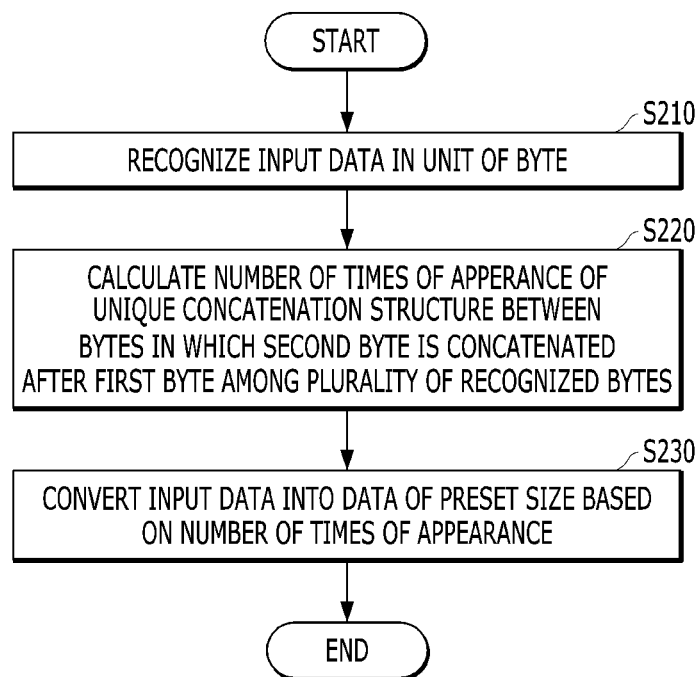 START
S210
RECOGNIZE INPUT DATA IN UNIT OF BYTE
S220
CALCULATE NUMBER OF TIMES OF APPERANCE OF
UNIQUE CONCATENATION STRUCTURE BETWEEN
BYTES IN WHICH SECOND BYTE IS CONCATENATED
AFTER FIRST BYTE AMONG PLURALITY OF RECOGNIZED BYTES
S230
CONVERT INPUT DATA INTO DATA OF PRESET SIZE BASED
ON NUMBER OF TIMES OF APPEARANCE
END